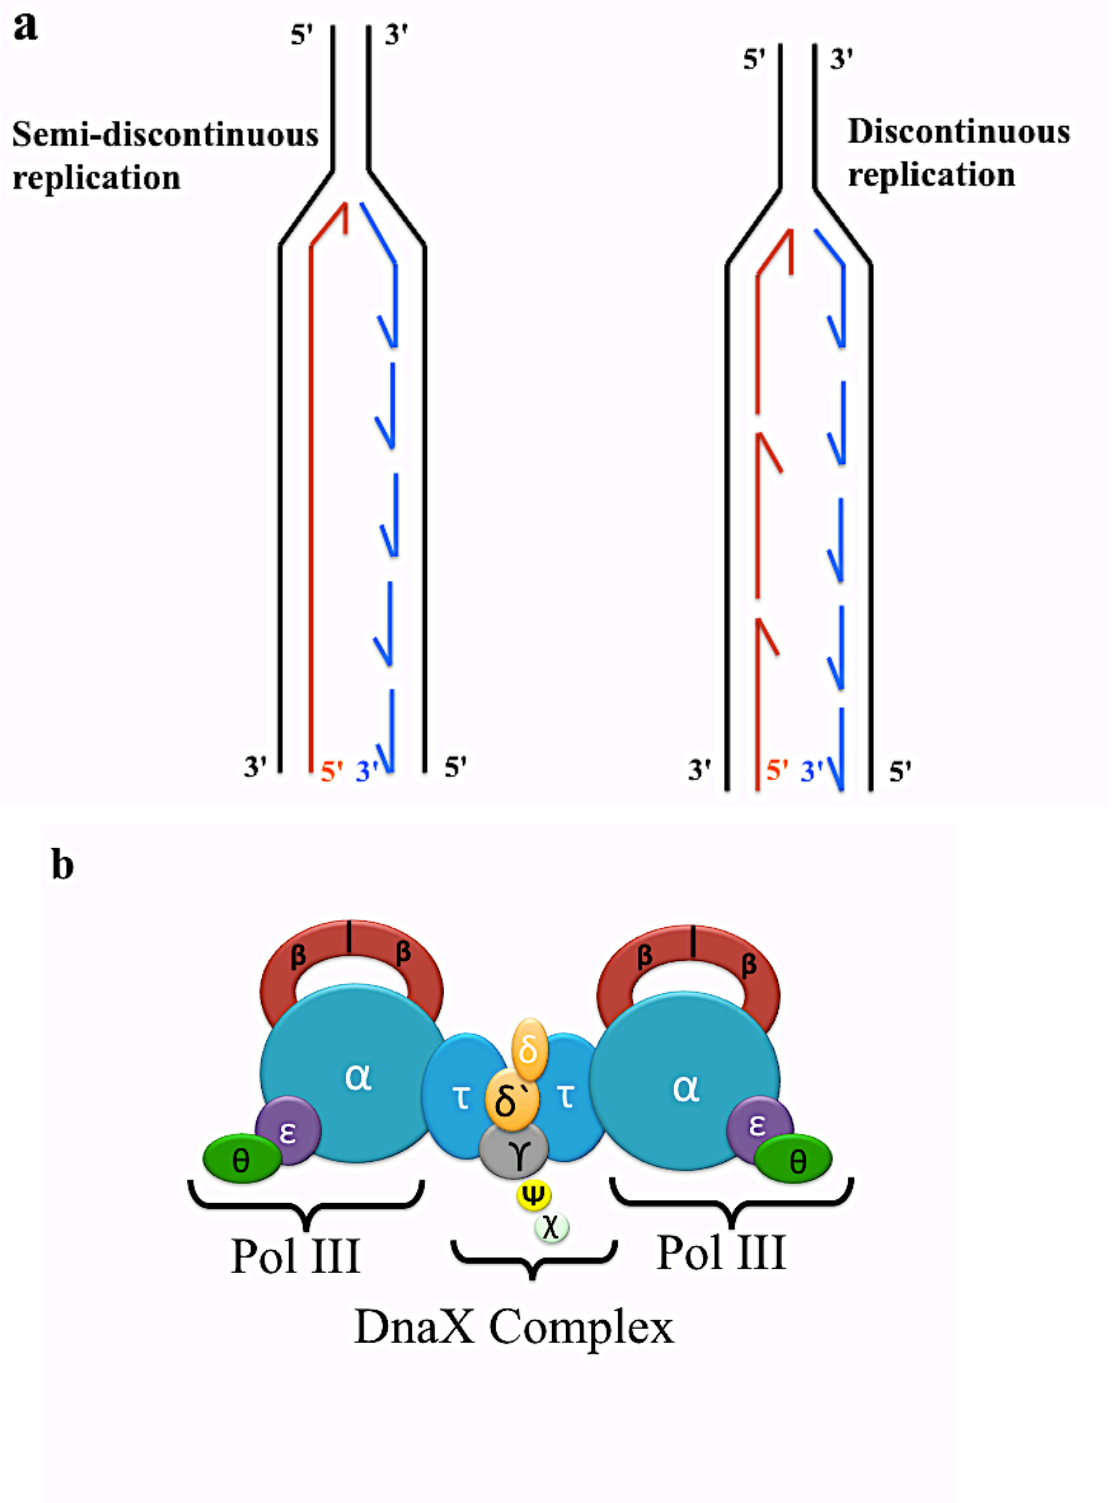 a
5' 3'
5' 3'
Semi-discontinuous
replication
Discontinuous
replication
3' 5' 3' 5'
3' 5' 3' 5'
b
β β
β β
α
α
τ δ δ` τ
ε
θ
γ
ε
θ
Ψ
χ
Pol III
Pol III
DnaX Complex